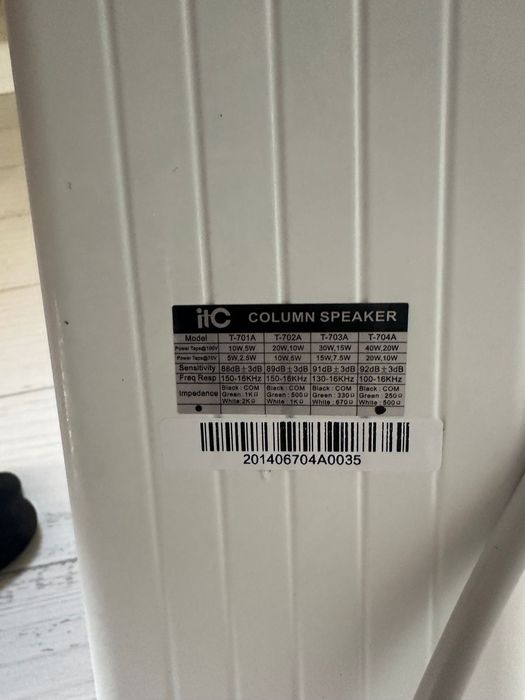 itC COLUMN SPEAKER
Model T-701A T-702A T-703A T-704A
Power Taps@100V 10W,5W 20W,10W 30W,15W 40W,20W
Power Taps@70V 5W,2.5W 10W,5W 15W,7.5W 20W,10W
Sensitivity 88dB±3dB 89dB±3dB 91dB±3dB 92dB±3dB
Freq Resp 150-16KHz 150-16KHz 130-16KHz 100-16KHz
Impedance Black : COM Black : COM Black : COM Black : COM
Green : 1KΩ Green : 500Ω Green : 330Ω Green : 250Ω
White : 2KΩ White : 1KΩ White : 670Ω White : 500Ω
201406704A0035